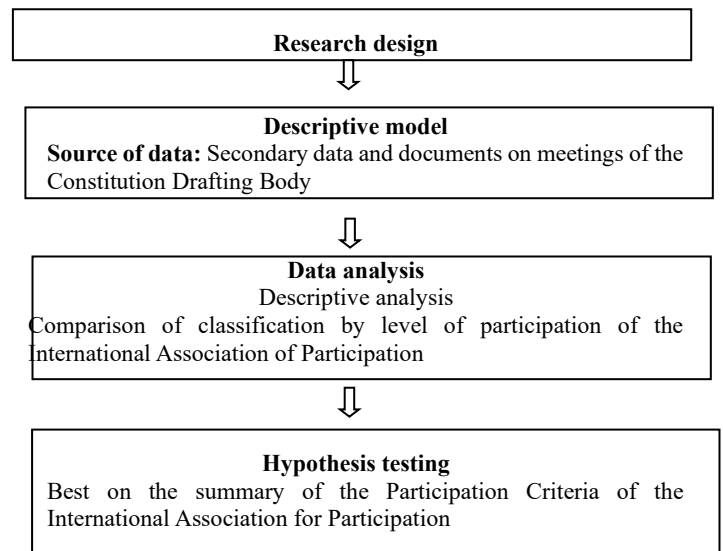 Research design
Descriptive model
Source of data: Secondary data and documents on meetings of the
Constitution Drafting Body
Data analysis
Descriptive analysis
Comparison of classification by level of participation of the
International Association of Participation
Hypothesis testing
Best on the summary of the Participation Criteria of the
International Association for Participation